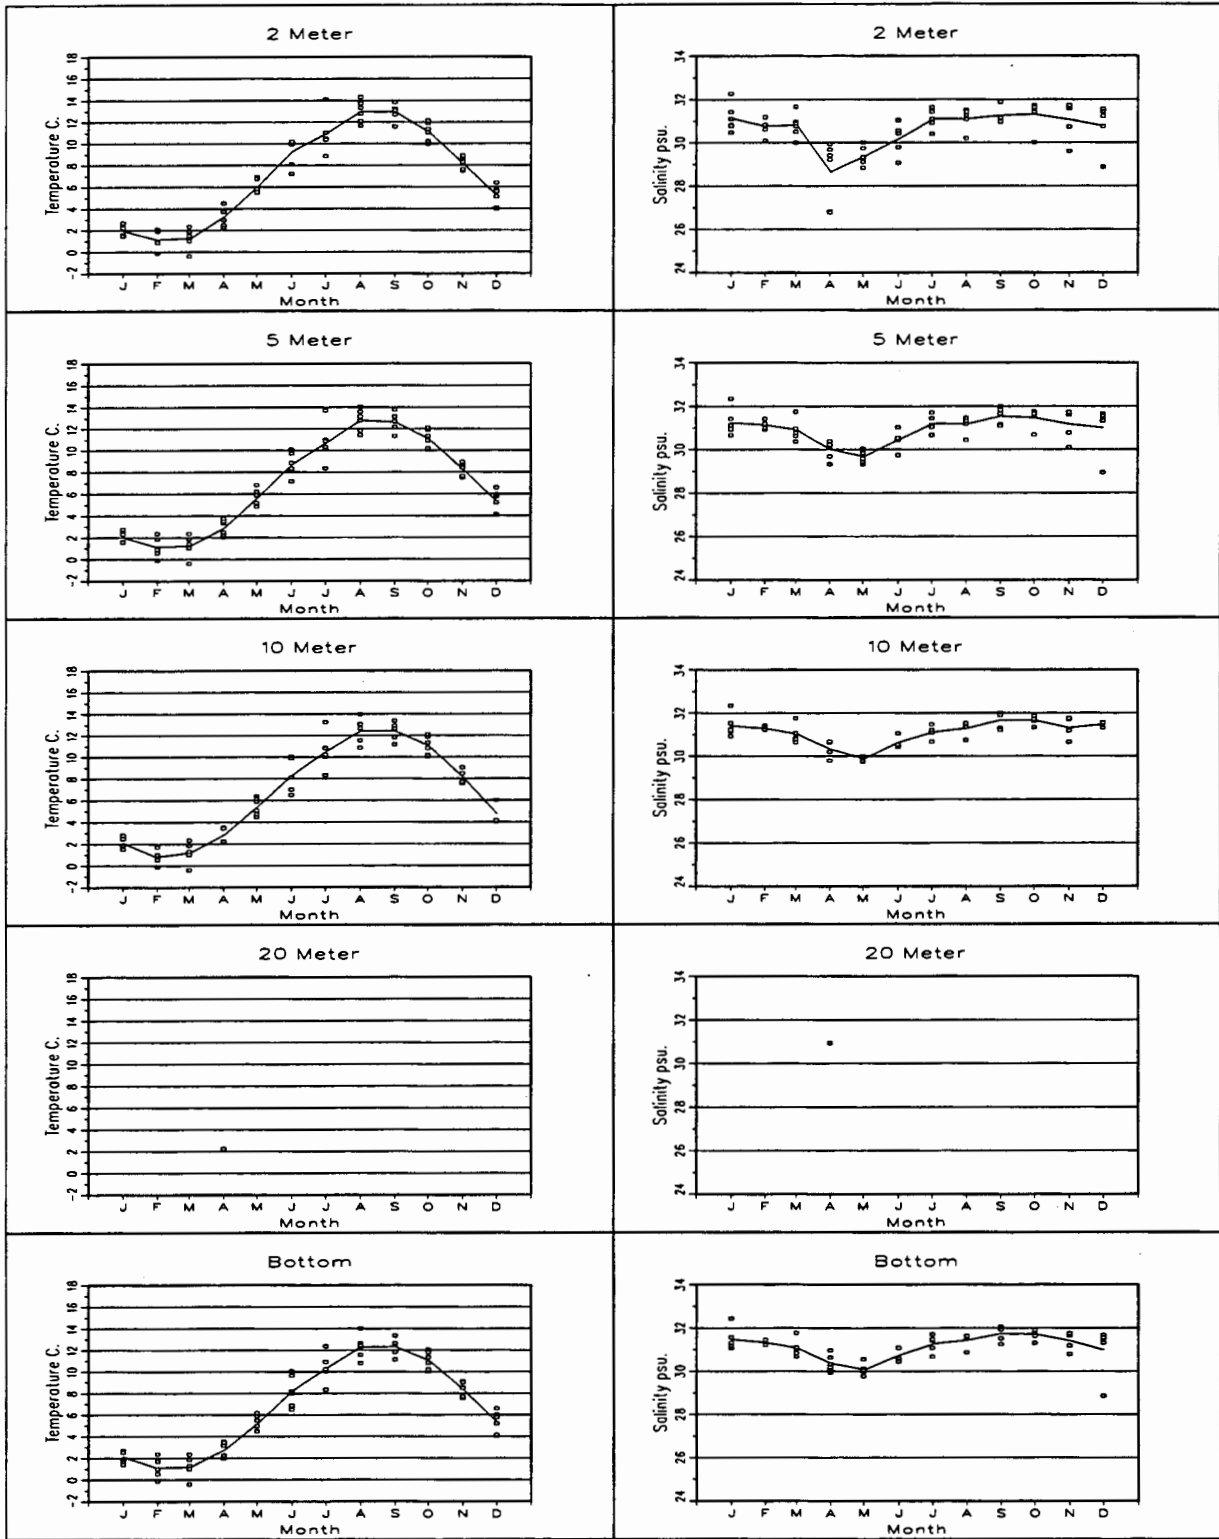 2 Meter
Temperature C.
18
16
14
12
10
8
6
4
2
0
-2
J F M A M J J A S O N D
Month
2 Meter
Salinity psu.
34
32
30
28
26
24
J F M A M J J A S O N D
Month
5 Meter
Temperature C.
18
16
14
12
10
8
6
4
2
0
-2
J F M A M J J A S O N D
Month
5 Meter
Salinity psu.
34
32
30
28
26
24
J F M A M J J A S O N D
Month
10 Meter
Temperature C.
18
16
14
12
10
8
6
4
2
0
-2
J F M A M J J A S O N D
Month
10 Meter
Salinity psu.
34
32
30
28
26
24
J F M A M J J A S O N D
Month
20 Meter
Temperature C.
18
16
14
12
10
8
6
4
2
0
-2
J F M A M J J A S O N D
Month
20 Meter
Salinity psu.
34
32
30
28
26
24
J F M A M J J A S O N D
Month
Bottom
Temperature C.
18
16
14
12
10
8
6
4
2
0
-2
J F M A M J J A S O N D
Month
Bottom
Salinity psu.
34
32
30
28
26
24
J F M A M J J A S O N D
Month